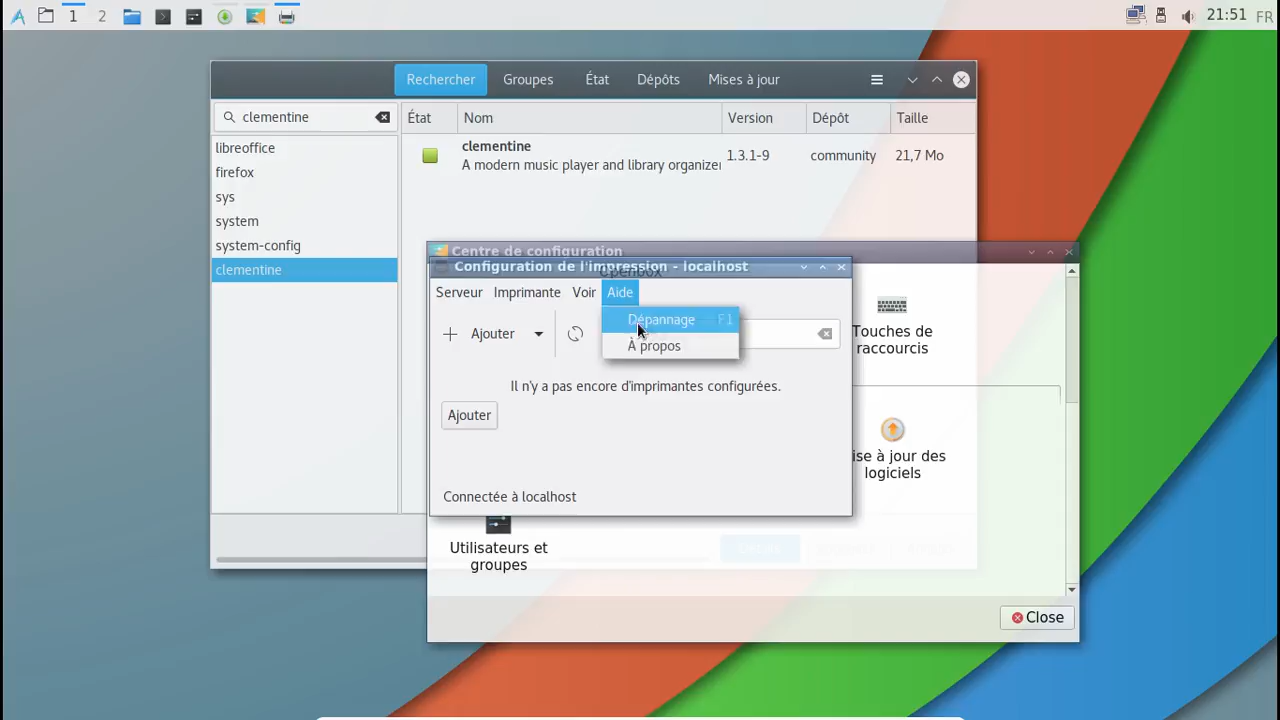 1 2 21:51 FR
Rechercher Groupes État Dépôts Mises à jour
clementine État Nom Version Dépôt Taille
libreoffice
firefox
sys
system
system-config
clementine
clementine
A modern music player and library organizer
1.3.1-9 community 21,7 Mo
Centre de configuration
Openbox
Configuration de l'impression - localhost
Serveur Imprimante Voir Aide
Ajouter
Dépannage F1
À propos
Il n'y a pas encore d'imprimantes configurées.
Ajouter
Connectée à localhost
Touches de
raccourcis
ise à jour des
logiciels
Utilisateurs et
groupes
Close